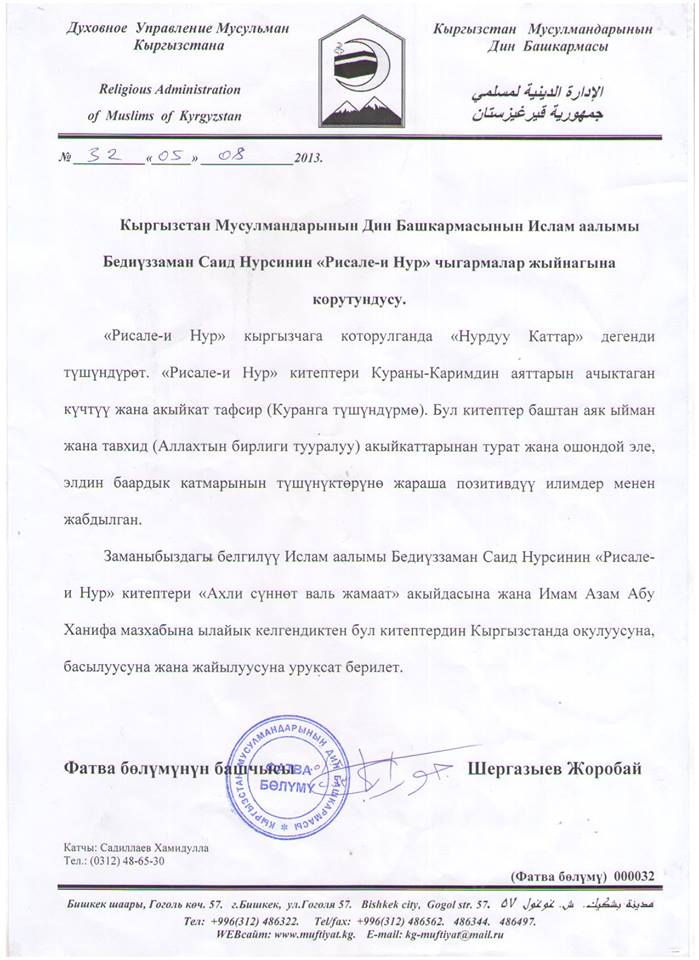 Духовное Управление Мусульман
Кыргызстана
Religious Administration
of Muslims of Kyrgyzstan
Кыргызстан Мусулмандарынын
Дин Башкармасы
الإدارة الدينية لمسلمي
جمهورية قيرغيزستان
№ 32 «05» 08 2013.
Кыргызстан Мусулмандарынын Дин Башкармасынын Ислам аалымы
Бедиүззаман Саид Нурсинин «Рисале-и Нур» чыгармалар жыйнагына
корутундусу.
«Рисале-и Нур» кыргызчага которулганда «Нурдуу Каттар» дегенди
түшүндүрөт. «Рисале-и Нур» китептери Кураны-Каримдин аяттарын ачыктаган
күчтүү жана акыйкат тафсир (Куранга түшүндүрмө). Бул китептер баштан аяк ыйман
жана тавхид (Аллахтын бирлиги тууралуу) акыйкаттарынан турат жана ошондой эле,
элдин баардык катмарынын түшүнүктөрүнө жараша позитивдүү илимдер менен
жабдылган.
Заманыбыздагы белгилүү Ислам аалымы Бедиүззаман Саид Нурсинин «Рисале-
и Нур» китептери «Ахли сүннөт валь жамаат» акыйдасына жана Имам Азам Абу
Ханифа мазхабына ылайык келгендиктен бул китептердин Кыргызстанда окулуусуна,
басылуусуна жана жайылуусуна уруксат берилет.
Фатва бөлүмүнүн башчысы Шергазыев Жоробай
КЫРГЫЗСТАН МУСУЛМАНДАРЫНЫН ДИН БАШКАРМАСЫ
ФАТВА
БӨЛҮМҮ
Катчы: Садиллаев Хамидулла
Тел.: (0312) 48-65-30
(Фатва бөлүмү) 000032
Бишкек шаары, Гоголь көч. 57. г.Бишкек, ул.Гоголя 57. Bishkek city, Gogol str. 57. مدينة بشكيك. ش. غوغول ٥٧
Тел: +996(312) 486322. Tel/fax: +996(312) 486562. 486344. 486497.
WEBсайт: www.muftiyat.kg. E-mail: kg-muftiyat@mail.ru